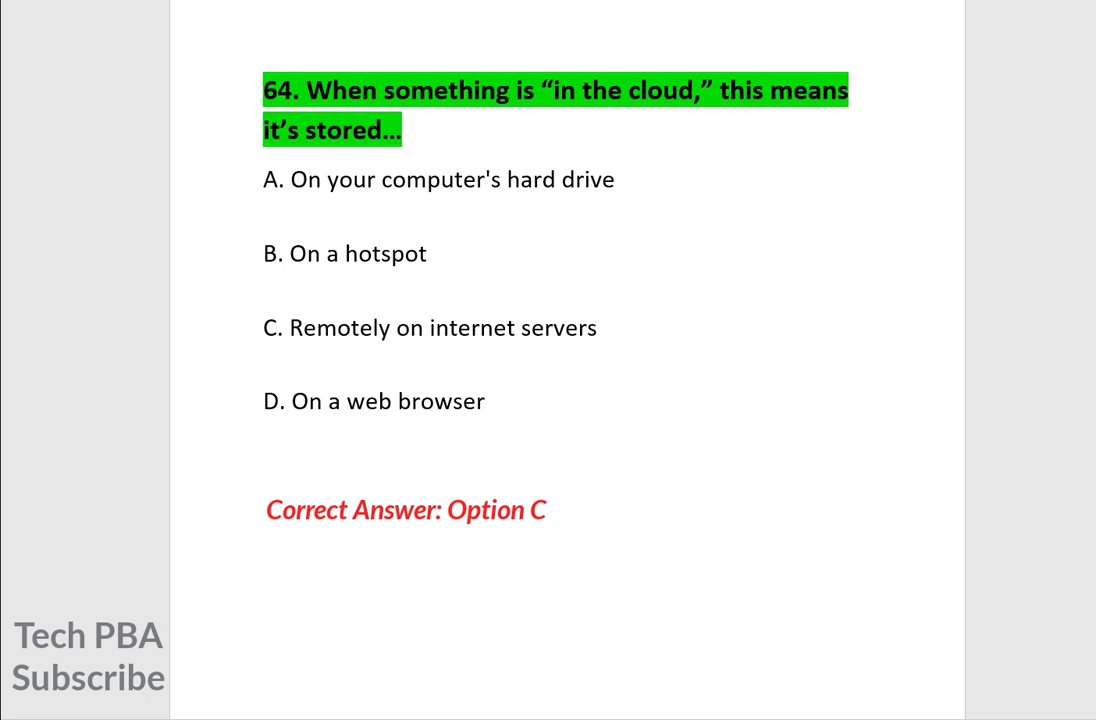 64. When something is “in the cloud,” this means
it’s stored...
A. On your computer's hard drive
B. On a hotspot
C. Remotely on internet servers
D. On a web browser
Correct Answer: Option C
Tech PBA
Subscribe